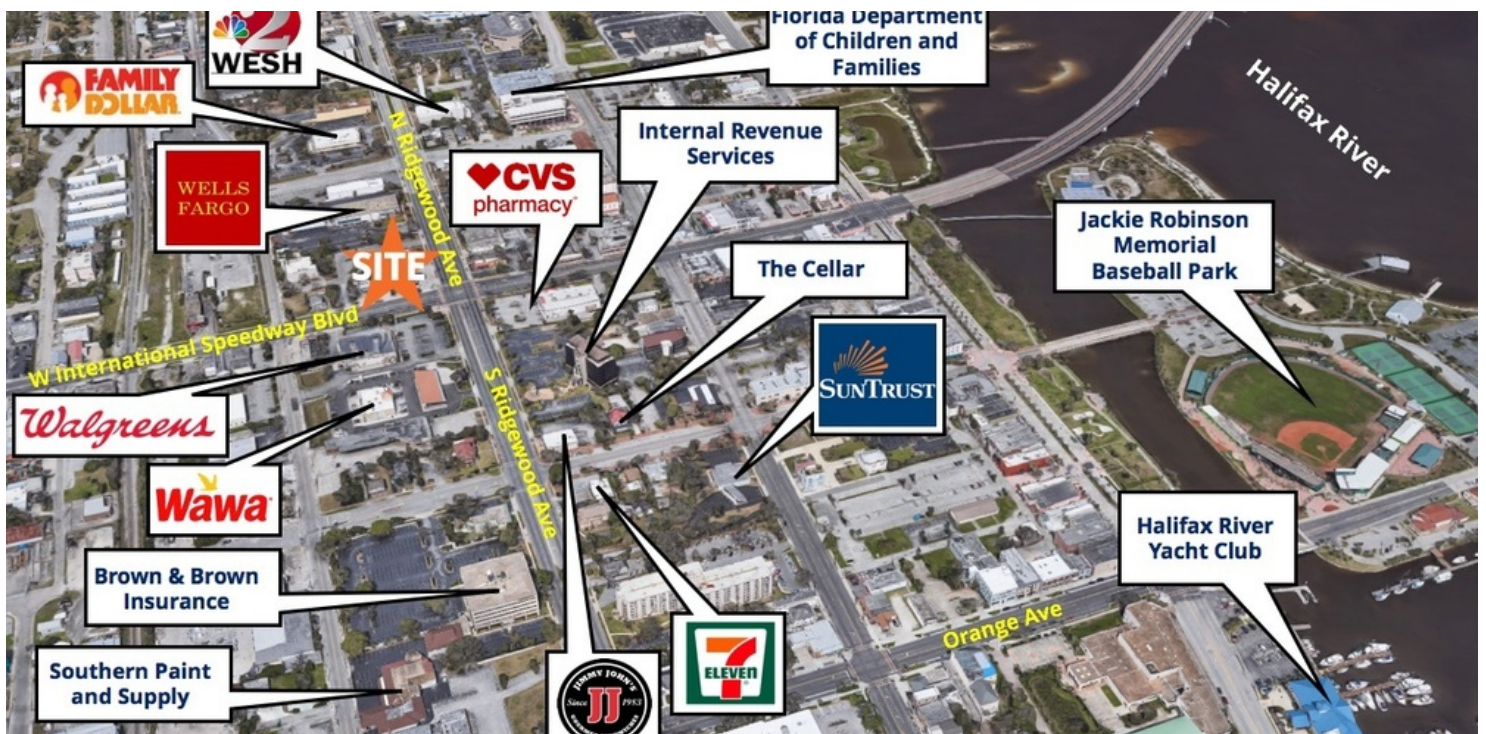 2
WESH
Florida Department
of Children and
Families
FAMILY
DOLLAR
Halifax River
N Ridgewood Ave
Internal Revenue
Services
WELLS
FARGO
CVS
pharmacy
Jackie Robinson
Memorial
Baseball Park
SITE
The Cellar
W International Speedway Blvd
SUNTRUST
S Ridgewood Ave
Walgreens
Wawa
Halifax River
Yacht Club
Brown & Brown
Insurance
Orange Ave
Southern Paint
and Supply
7
ELEVEN
JIMMY JOHN'S
Since JJ 1983